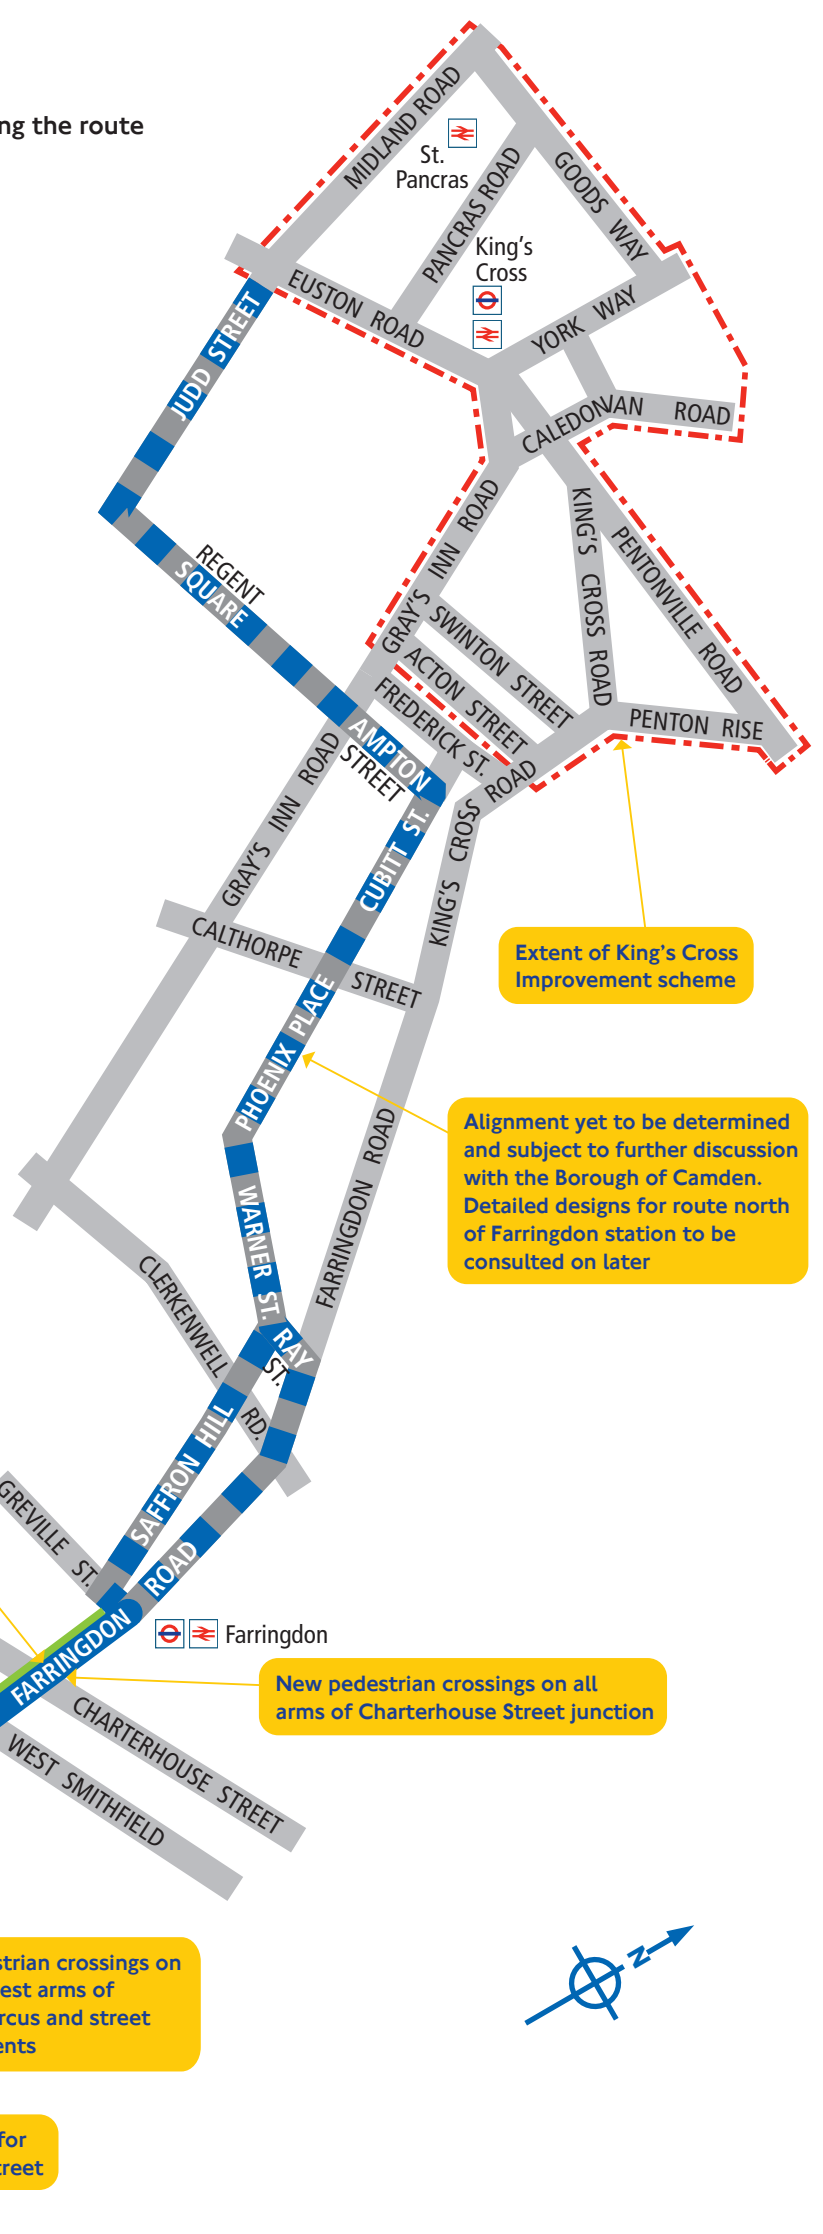 ng the route
MIDLAND ROAD
St.
Pancras
PANCRAS ROAD
GOODS WAY
King's
Cross
EUSTON ROAD
YORK WAY
JUDD STREET
CALEDONIAN ROAD
REGENT
SQUARE
GRAY'S INN ROAD
KING'S CROSS ROAD
PENTONVILLE ROAD
SWINTON STREET
ACTON STREET
FREDERICK ST.
PENTON RISE
AMPTON
STREET
GRAY'S INN ROAD
CUBITT ST.
KING'S CROSS ROAD
CALTHORPE STREET
Extent of King's Cross
Improvement scheme
PHOENIX PLACE
Alignment yet to be determined
and subject to further discussion
with the Borough of Camden.
Detailed designs for route north
of Farringdon station to be
consulted on later
FARRINGDON ROAD
WARNER ST.
CLERKENWELL RD.
RAY
ST.
SAFFRON HILL
GREVILLE ST.
FARRINGDON ROAD
Farringdon
New pedestrian crossings on all
arms of Charterhouse Street junction
CHARTERHOUSE STREET
WEST SMITHFIELD
N
strian crossings on
est arms of
rcus and street
ents
for
treet